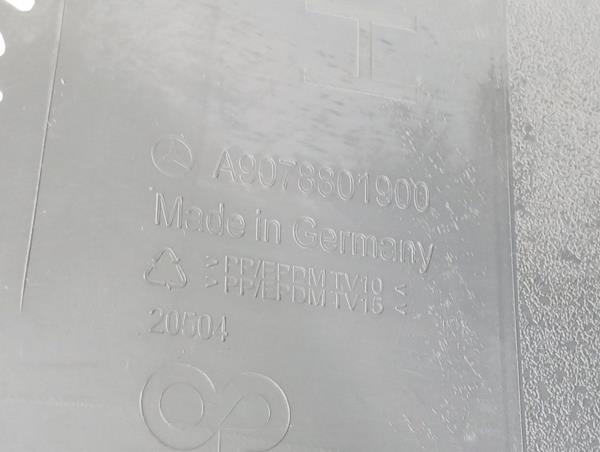 A9078801900
Made in Germany
> PP/EPDM TV10 <
> PP/EPDM TV15 <
20504